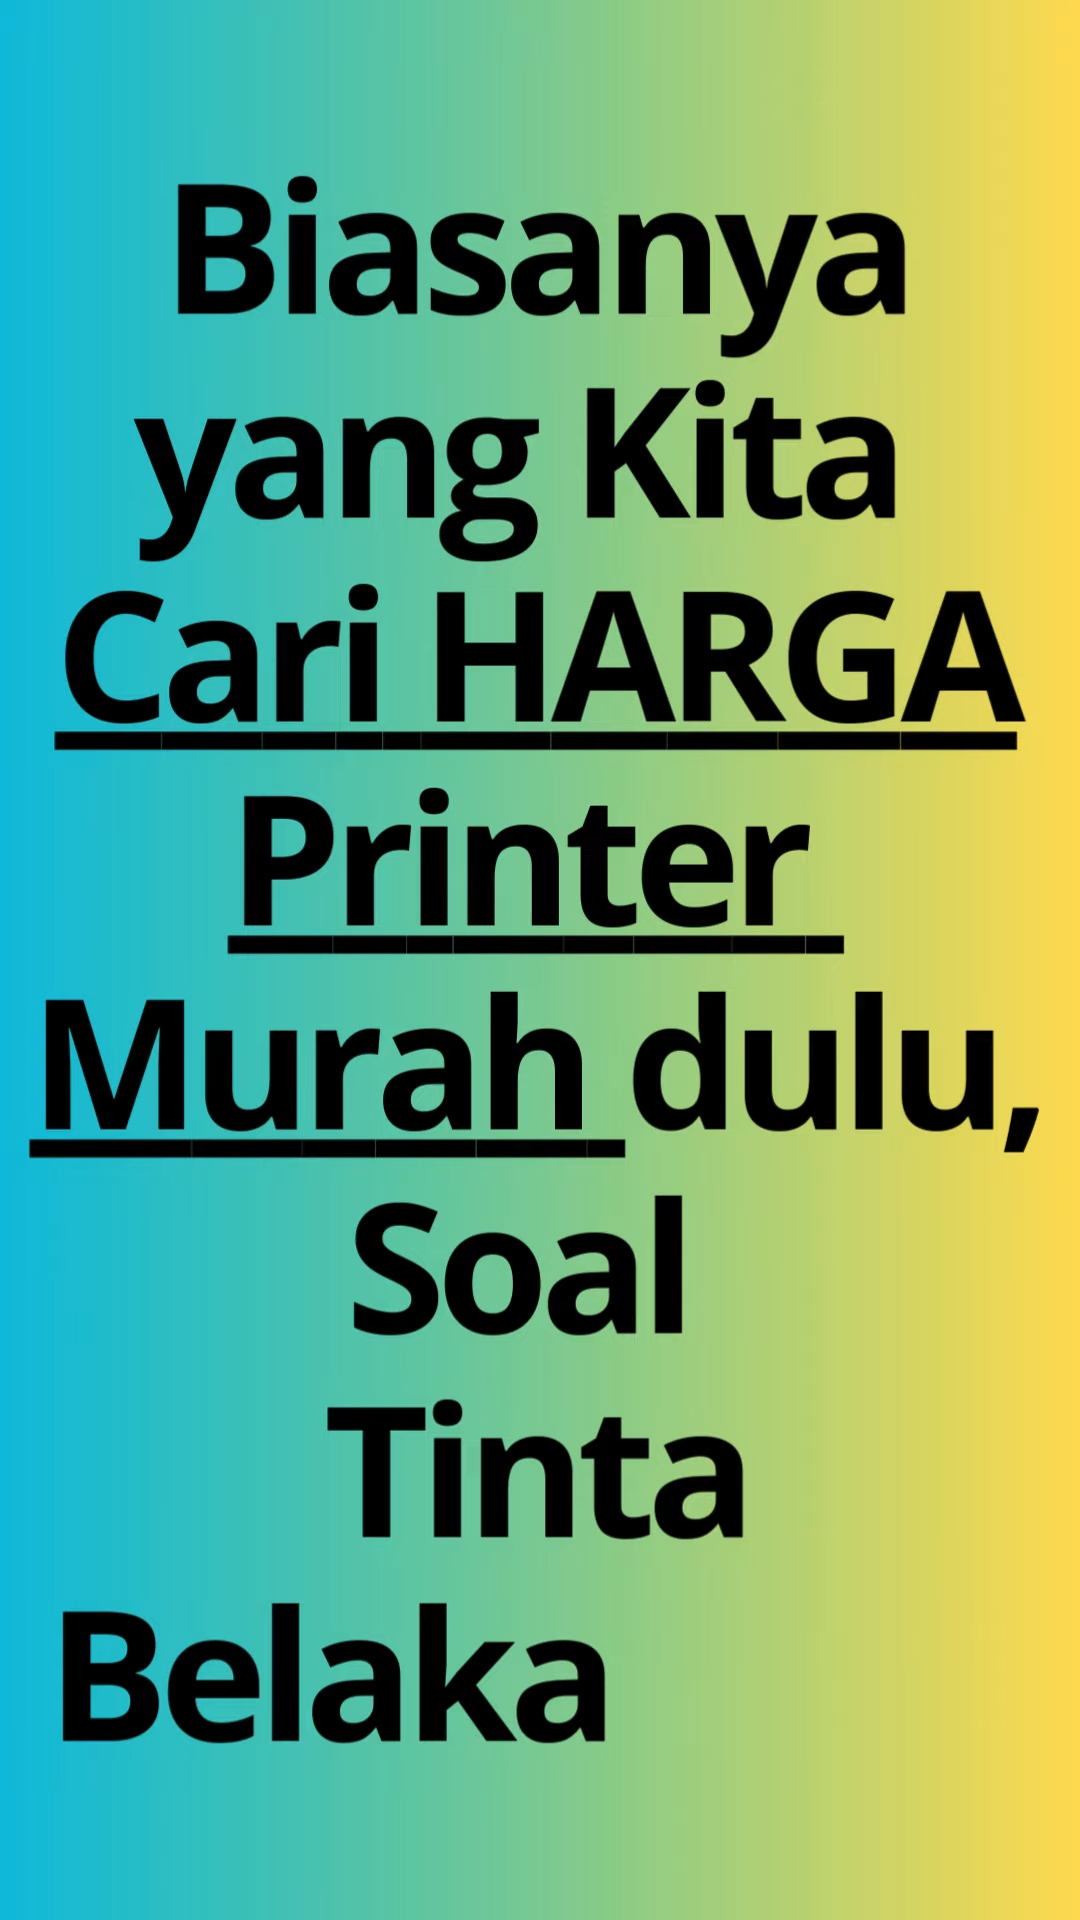 Biasanya
yang Kita
Cari HARGA
Printer
Murah dulu,
Soal
Tinta
Belaka